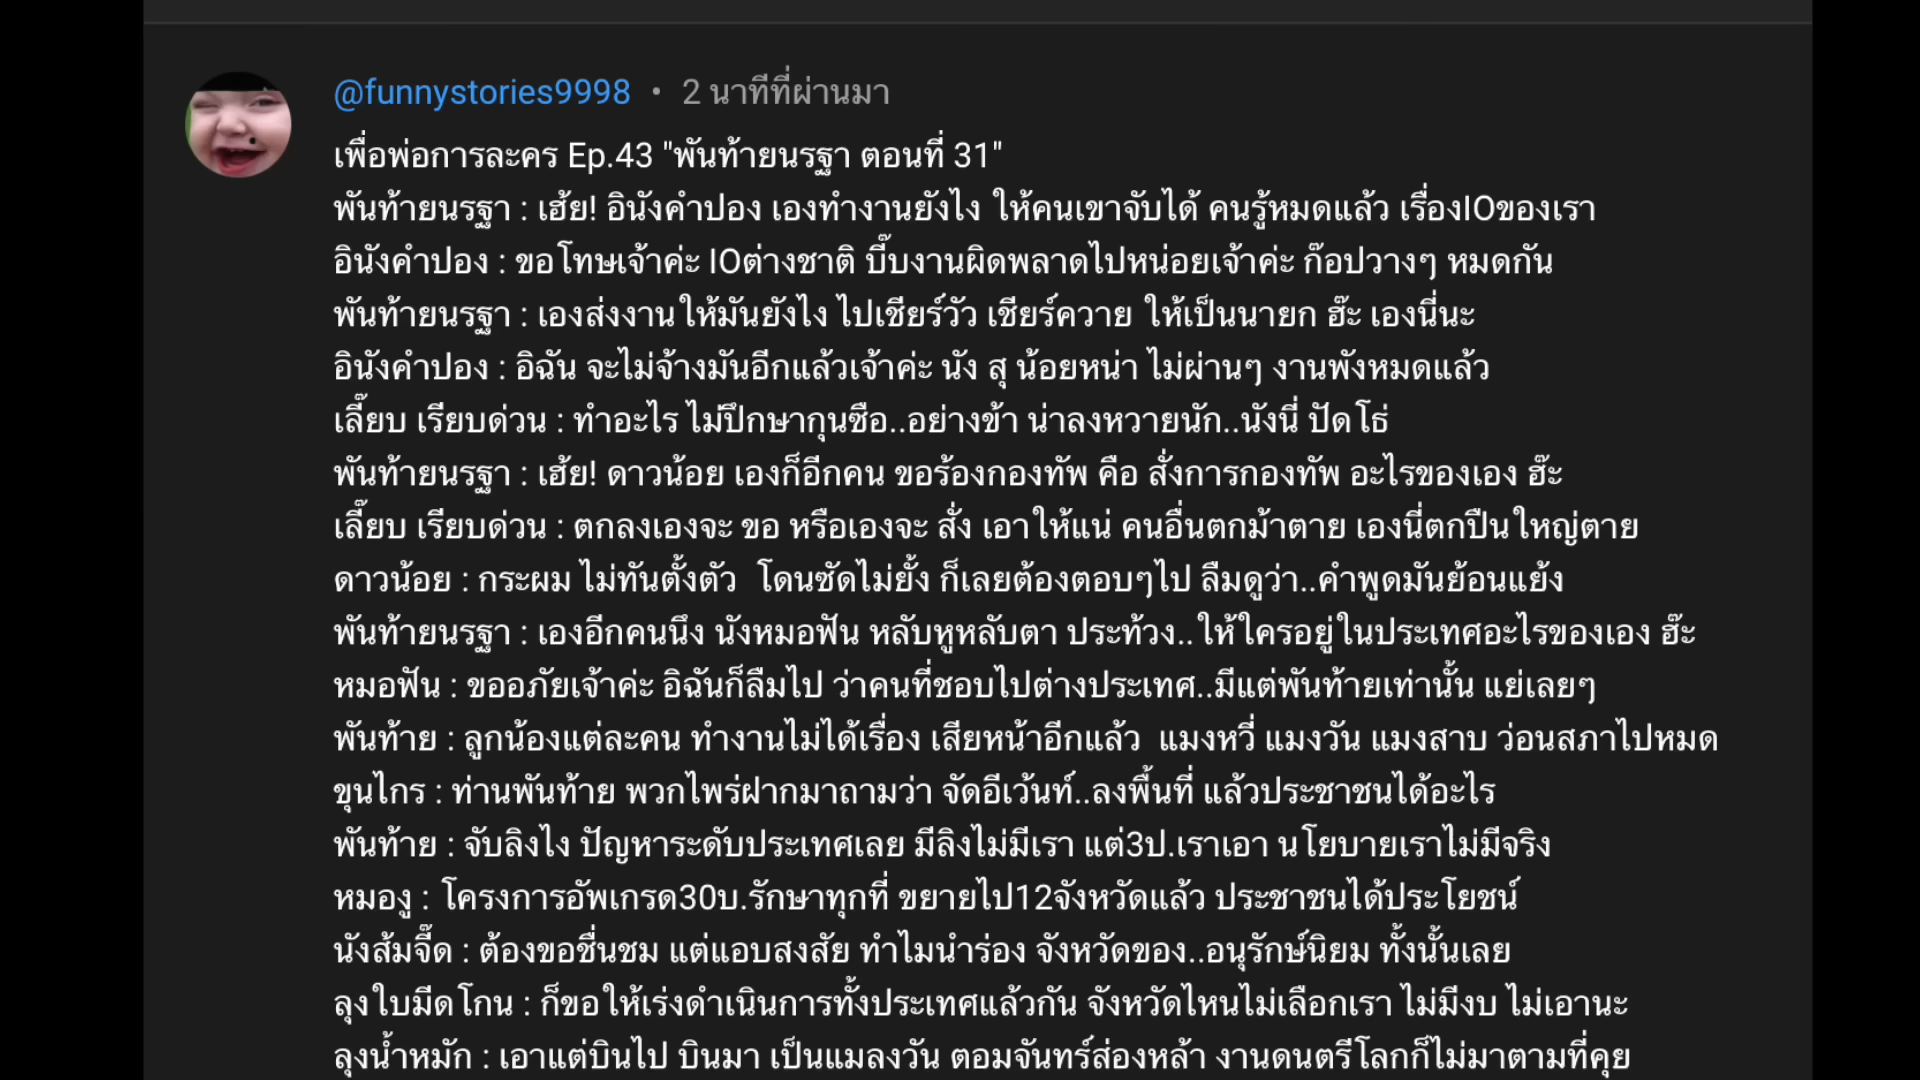 @funnystories9998 • 2 นาทีที่ผ่านมา
เพื่อพ่อการละคร Ep.43 "พันท้ายนรฐา ตอนที่ 31"
พันท้ายนรฐา : เฮ้ย! อินังคำปอง เองทำงานยังไง ให้คนเขาจับได้ คนรู้หมดแล้ว เรื่องIOของเรา
อินังคำปอง : ขอโทษเจ้าค่ะ IOต่างชาติ บี๊บงานผิดพลาดไปหน่อยเจ้าค่ะ ก๊อปวางๆ หมดกัน
พันท้ายนรฐา : เองส่งงานให้มันยังไง ไปเชียร์วัว เชียร์ควาย ให้เป็นนายก ฮ๊ะ เองนี่นะ
อินังคำปอง : อิฉัน จะไม่จ้างมันอีกแล้วเจ้าค่ะ นัง สุ น้อยหน่า ไม่ผ่านๆ งานพังหมดแล้ว
เลี๊ยบ เรียบด่วน : ทำอะไร ไม่ปึกษากุนซือ..อย่างข้า น่าลงหวายนัก..นังนี่ ปัดโธ่
พันท้ายนรฐา : เฮ้ย! ดาวน้อย เองก็อีกคน ขอร้องกองทัพ คือ สั่งการกองทัพ อะไรของเอง ฮ๊ะ
เลี๊ยบ เรียบด่วน : ตกลงเองจะ ขอ หรือเองจะ สั่ง เอาให้แน่ คนอื่นตกม้าตาย เองนี่ตกปืนใหญ่ตาย
ดาวน้อย : กระผม ไม่ทันตั้งตัว  โดนซัดไม่ยั้ง ก็เลยต้องตอบๆไป ลืมดูว่า..คำพูดมันย้อนแย้ง
พันท้ายนรฐา : เองอีกคนนึง นังหมอฟัน หลับหูหลับตา ประท้วง..ให้ใครอยู่ในประเทศอะไรของเอง ฮ๊ะ
หมอฟัน : ขออภัยเจ้าค่ะ อิฉันก็ลืมไป ว่าคนที่ชอบไปต่างประเทศ..มีแต่พันท้ายเท่านั้น แย่เลยๆ
พันท้าย : ลูกน้องแต่ละคน ทำงานไม่ได้เรื่อง เสียหน้าอีกแล้ว  แมงหวี่ แมงวัน แมงสาบ ว่อนสภาไปหมด
ขุนไกร : ท่านพันท้าย พวกไพร่ฝากมาถามว่า จัดอีเว้นท์..ลงพื้นที่ แล้วประชาชนได้อะไร
พันท้าย : จับลิงไง ปัญหาระดับประเทศเลย มีลิงไม่มีเรา แต่3ป.เราเอา นโยบายเราไม่มีจริง
หมองู : โครงการอัพเกรด30บ.รักษาทุกที่ ขยายไป12จังหวัดแล้ว ประชาชนได้ประโยชน์
นังส้มจี๊ด : ต้องขอชื่นชม แต่แอบสงสัย ทำไมนำร่อง จังหวัดของ..อนุรักษ์นิยม ทั้งนั้นเลย
ลุงใบมีดโกน : ก็ขอให้เร่งดำเนินการทั้งประเทศแล้วกัน จังหวัดไหนไม่เลือกเรา ไม่มีงบ ไม่เอานะ
ลุงน้ำหมัก : เอาแต่บินไป บินมา เป็นแมลงวัน ตอมจันทร์ส่องหล้า งานดนตรีโลกก็ไม่มาตามที่คุย